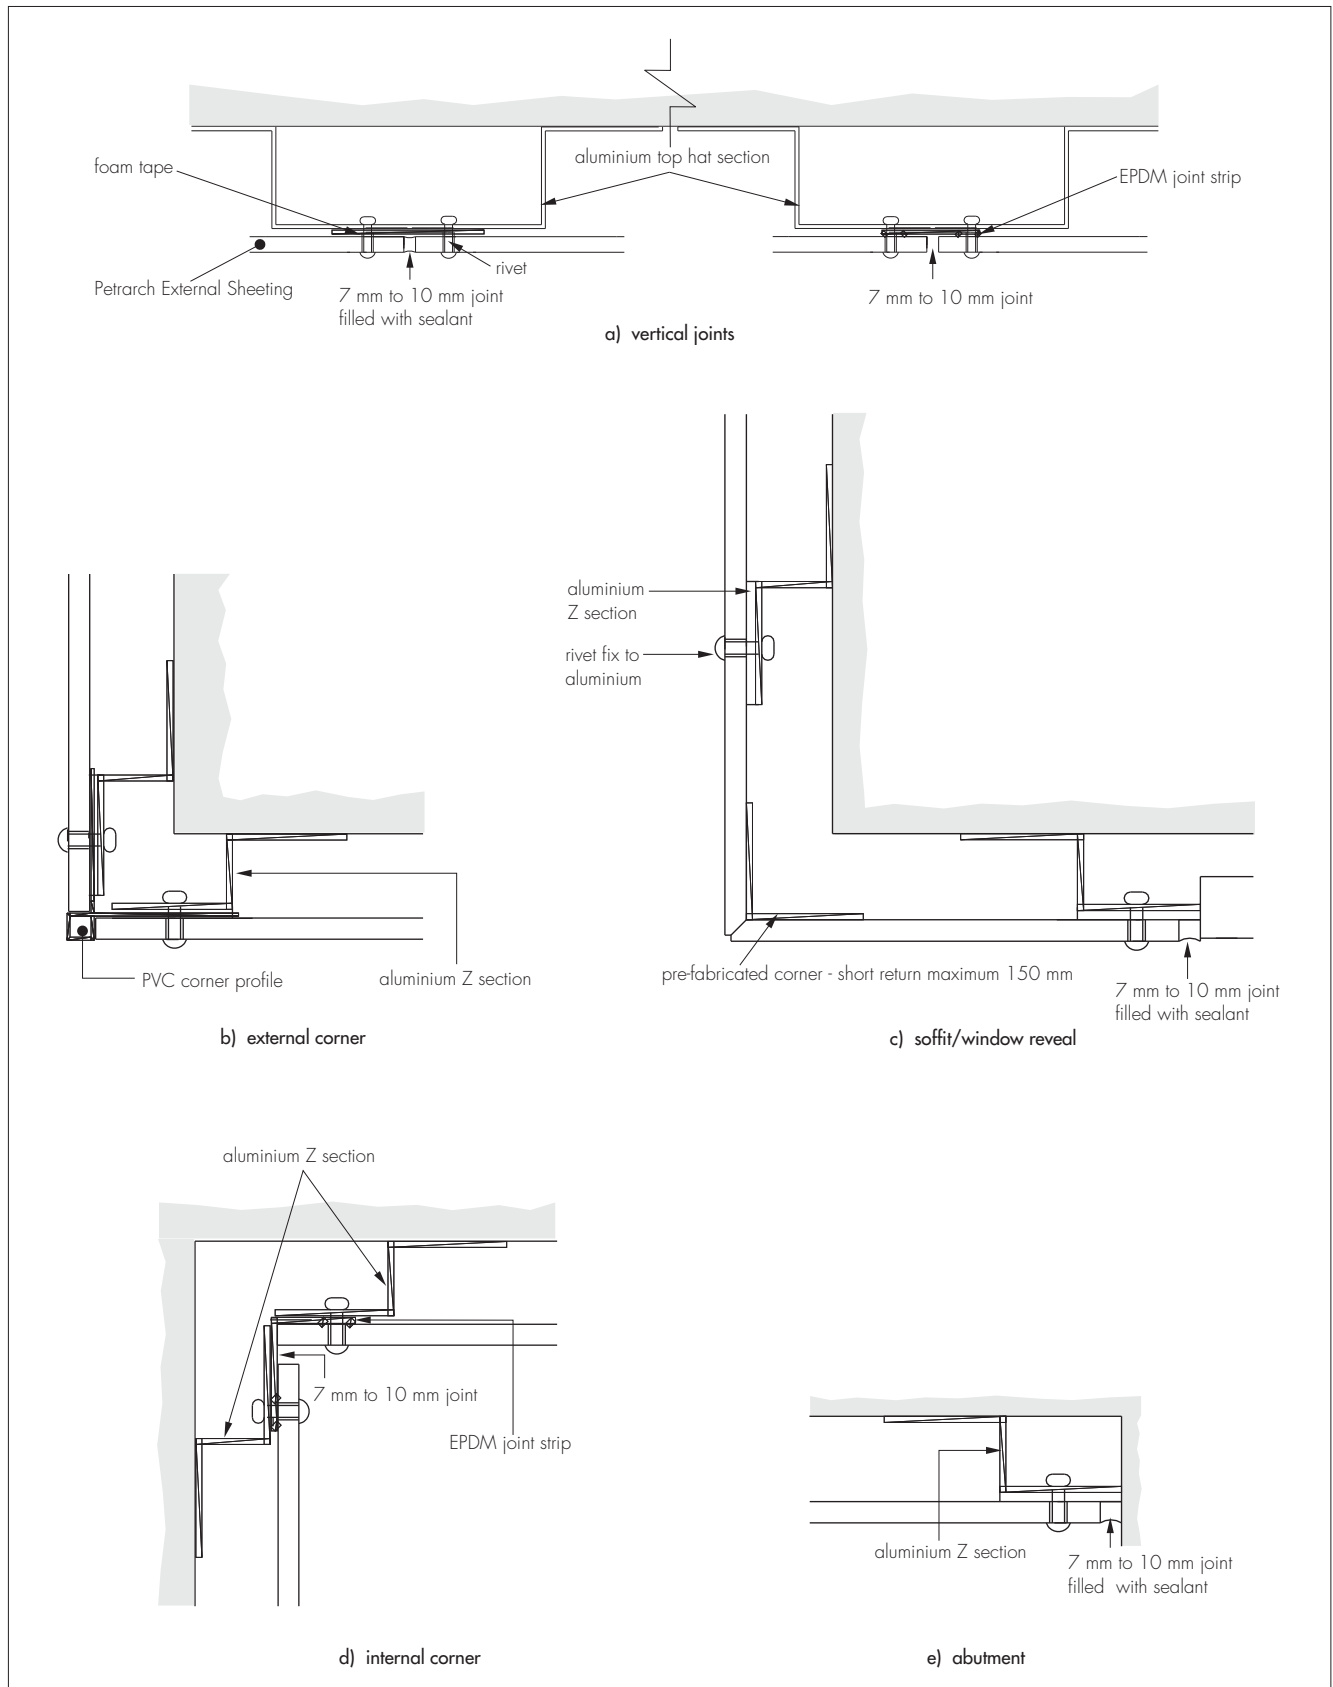 foam tape
aluminium top hat section
EPDM joint strip
rivet
Petrarch External Sheeting
7 mm to 10 mm joint
filled with sealant
7 mm to 10 mm joint
a) vertical joints
aluminium
Z section
rivet fix to
aluminium
PVC corner profile
aluminium Z section
b) external corner
pre-fabricated corner - short return maximum 150 mm
7 mm to 10 mm joint
filled with sealant
c) soffit/window reveal
aluminium Z section
7 mm to 10 mm joint
EPDM joint strip
d) internal corner
aluminium Z section
7 mm to 10 mm joint
filled with sealant
e) abutment